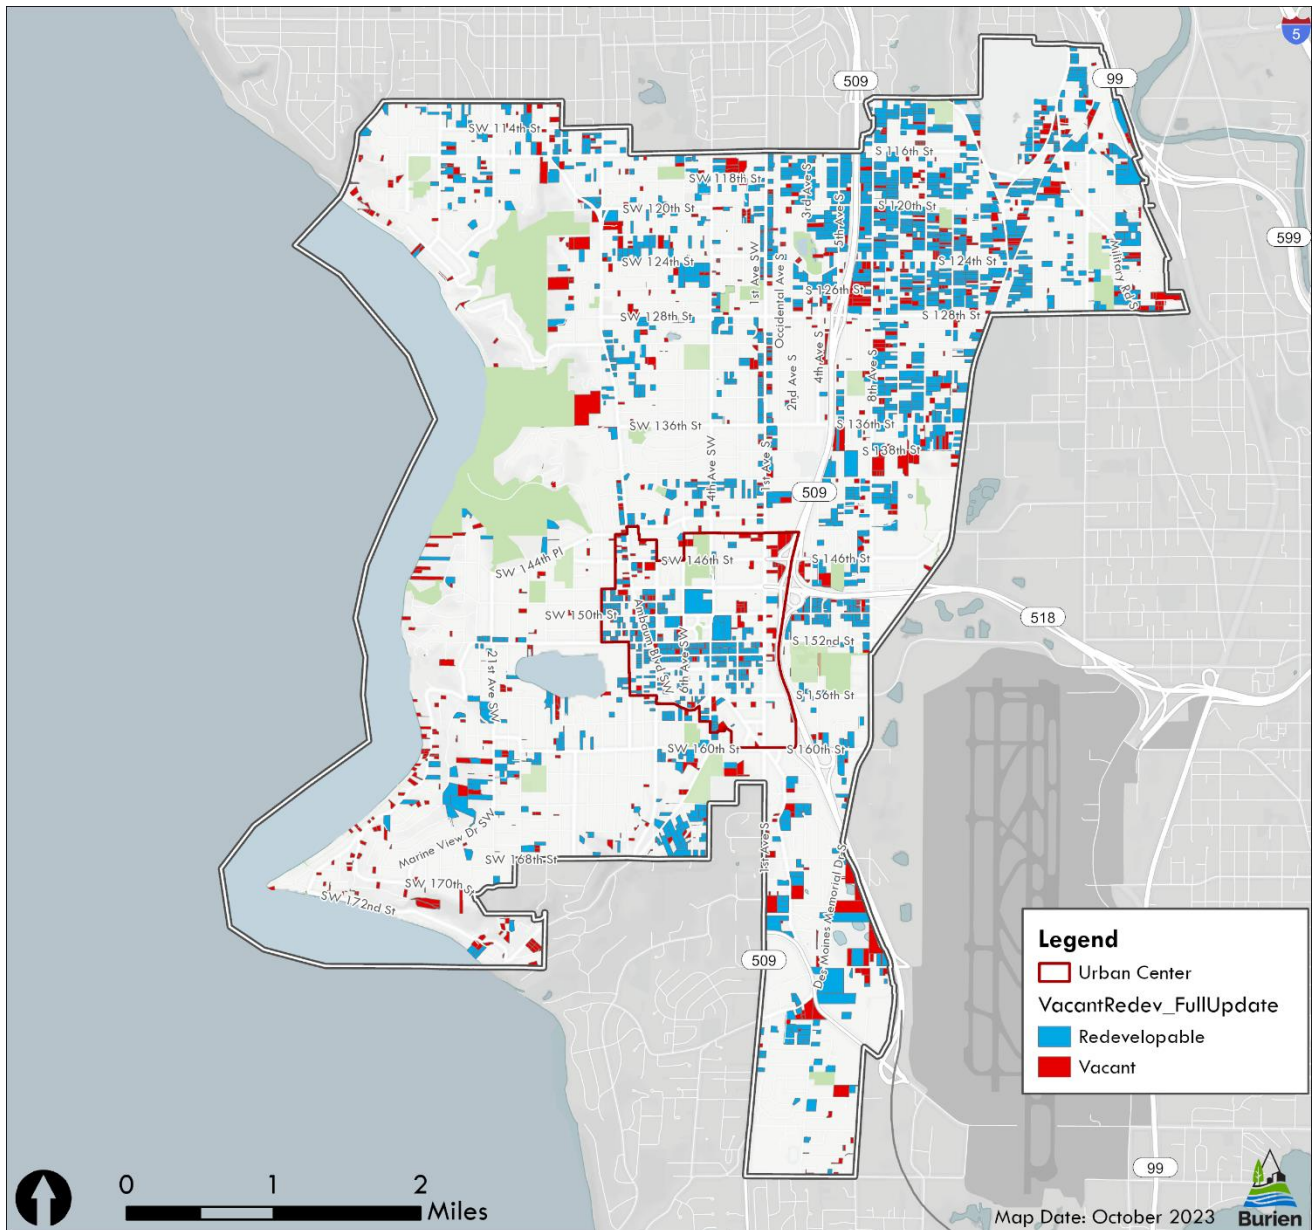 5
509
99
SW 114th St
S 116th St
SW 118th St
3rd Ave S
SW 120th St
S 120th St
5th Ave S
599
SW 124th St
S 124th St
1st Ave SW
Occidental Ave S
Military Rd S
S 126th St
SW 128th St
S 128th St
4th Ave S
2nd Ave S
8th Ave S
SW 136th St
S 136th St
4th Ave SW
1st Ave S
S 138th St
509
SW 144th Pl
SW 146th St
S 146th St
SW 150th St
Ambaum Blvd SW
518
S 152nd St
6th Ave SW
21st Ave SW
S 156th St
SW 160th St
S 160th St
Marine View Dr SW
1st Ave S
SW 168th St
Des Moines Memorial Dr S
SW 170th St
SW 172nd St
509
Legend
Urban Center
VacantRedev_FullUpdate
Redevelopable
Vacant
99
0 1 2
Miles
Map Date: October 2023
Burien